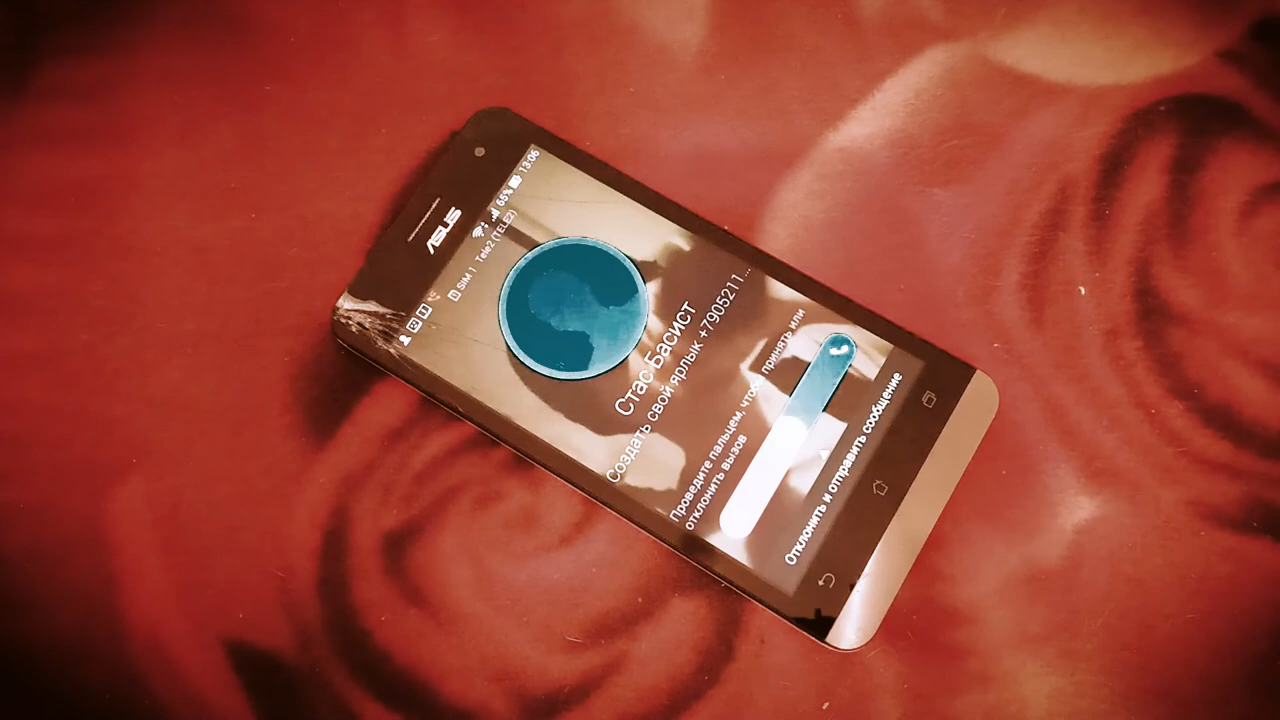 ASUS
65% 13:06
SIM 1 Tele2 (TELE2)
Стас Басист
Создать свой ярлык +7905211...
Проведите пальцем, чтобы принять или
отклонить вызов
Отклонить и отправить сообщение